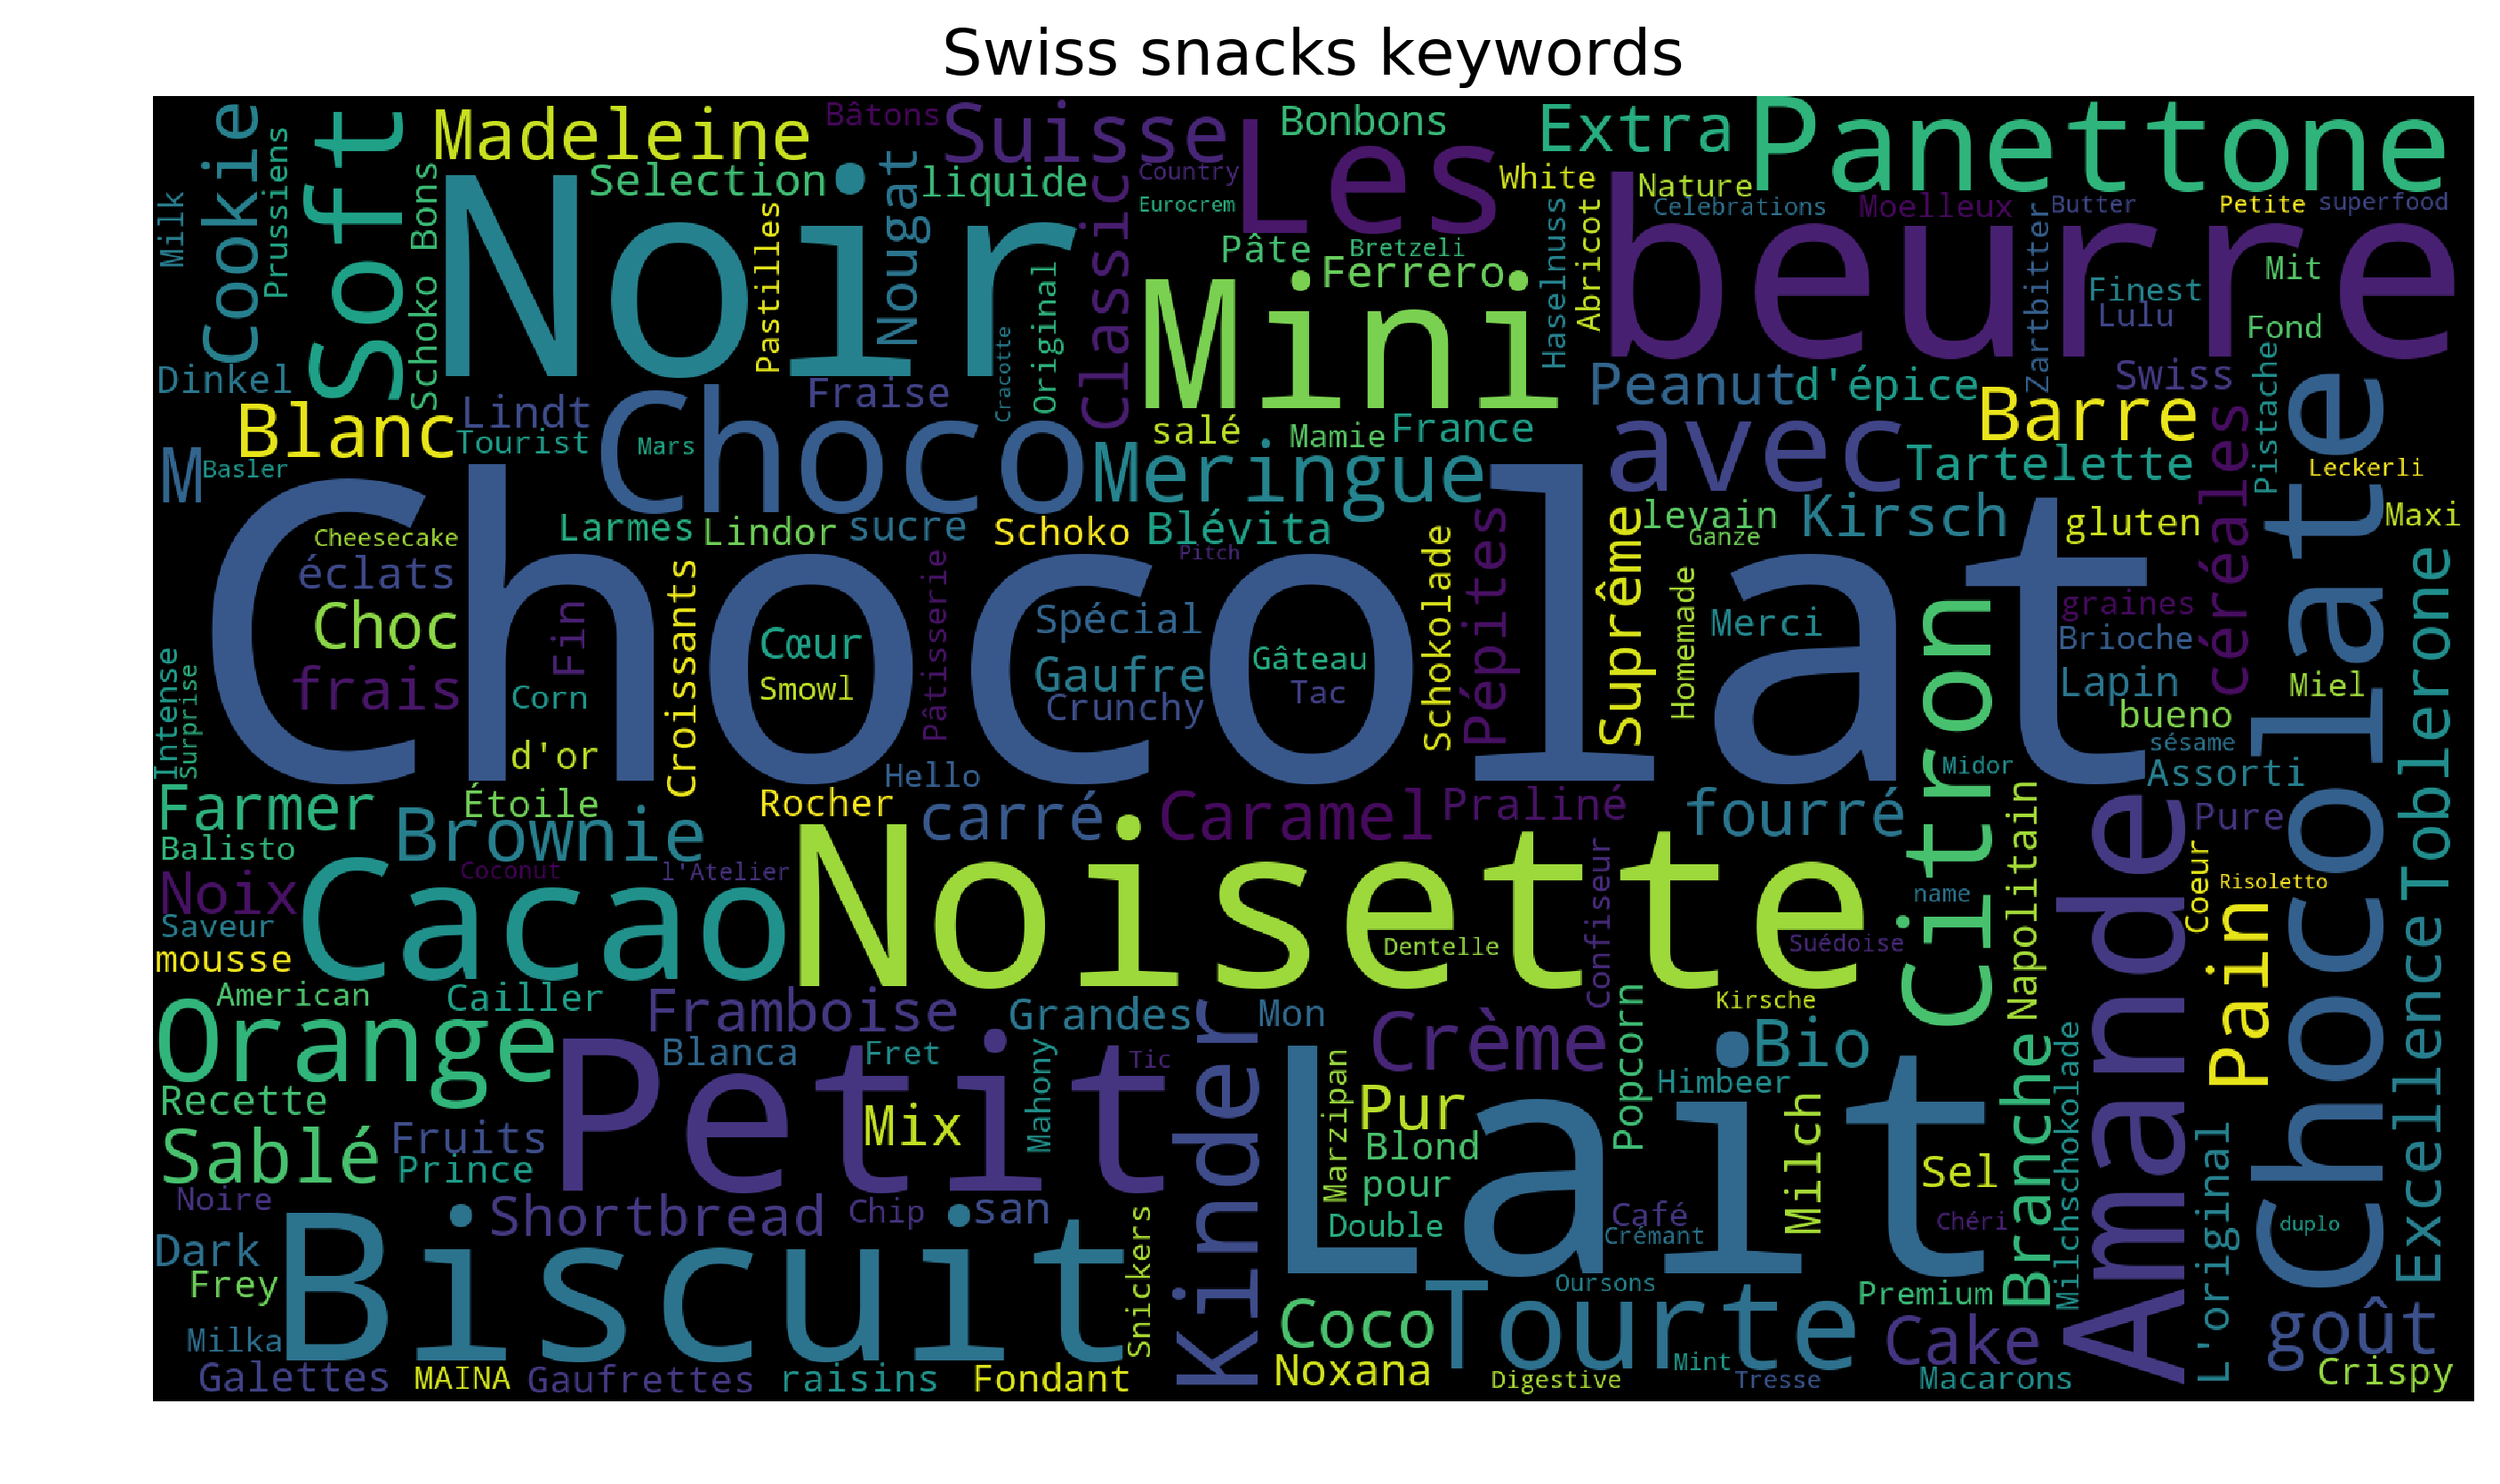 Swiss snacks keywords
Milk
Cookie
Prussiens
Soft
Madeleine
Bâtons
Suisse
Les
Bonbons
Extra
Panettone
Schoko Bons
Noir
Selection
Pastilles
Nougat
liquide
Original
Classics
Country
Eurocrem
White
Nature
Celebrations
Moelleux
Butter
Petite
superfood
beurre
Pâte
Bretzeli
Ferrero
Mini
Haselnuss
Abricot
Zartbitter
Mit
Finest
Lulu
Fond
Dinkel
Blanc
Lindt
Tourist
Choco
Mars
Fraise
Cracotte
salé
Mamie
France
Peanut
d'épice
Barre
Swiss
Pistache
M
Basler
Meringue
avec
Tartelette
céréales
Leckerli
Chocolate
Maxi
Cheesecake
Larmes
Lindor
sucre
Schoko
Blévita
Pitch
levain
Ganze
Kirsch
gluten
Chocolat
éclats
Choc
Fin
frais
Corn
Croissants
Cœur
Smowl
Pâtisserie
Spécial
Gaufre
Crunchy
Gâteau
Tac
Schokolade
Pépites
Suprême
Homemade
Merci
Citron
graines
Brioche
Lapin
Miel
bueno
sésame
Toblerone
Intense
Surprise
d'or
Hello
Midor
Assorti
Farmer
Étoile
Rocher
carré
Caramel
Praliné
fourré
Napolitain
Amande
Pure
Balisto
Brownie
Noix
Coconut
l'Atelier
Noisette
Confiseur
name
Coeur
Risoletto
Saveur
Cacao
mousse
Dentelle
Suédoise
Pain
Excellence
American
Cailler
Framboise
Grandes
Mon
Kirsche
Orange
Blanca
Fret
Tic
Kinder
Crème
Popcorn
Bio
Branche
Milchschokolade
Recette
Petit
Mix
Mahony
Lait
Marzipan
Pur
Himbeer
Milch
Sablé
Fruits
Prince
Blond
pour
Sel
L'original
Noire
Shortbread
Chip
san
Double
Café
Crémant
Chéri
duplo
Dark
Biscuit
Snickers
Frey
Oursons
Premium
Milka
Coco
Tourte
Cake
goût
Galettes
MAINA
Gaufrettes
raisins
Fondant
Noxana
Digestive
Mint
Tresse
Macarons
Crispy